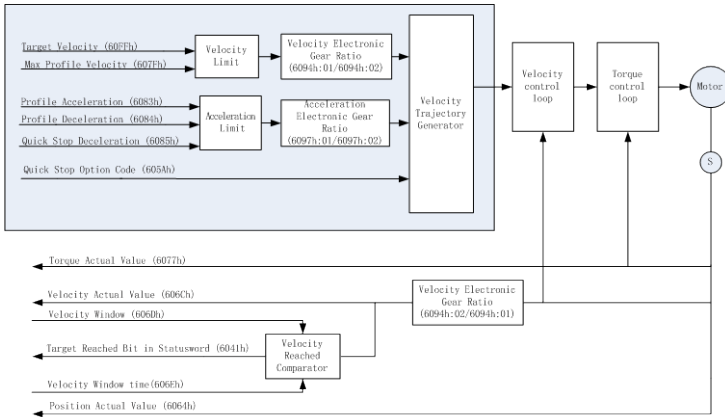 Target Velocity (60FFh)
Max Profile Velocity (607Fh)
Velocity
Limit
Velocity Electronic
Gear Ratio
(6094h:01/6094h:02)
Profile Acceleration (6083h)
Profile Deceleration (6084h)
Quick Stop Deceleration (6085h)
Acceleration
Limit
Acceleration
Electronic Gear
Ratio
(6097h:01/6097h:02)
Quick Stop Option Code (605Ah)
Velocity
Trajectory
Generator
Velocity
control
loop
Torque
control
loop
Motor
S
Torque Actual Value (6077h)
Velocity Actual Value (606Ch)
Velocity Window (606Dh)
Velocity Electronic
Gear Ratio
(6094h:02/6094h:01)
Target Reached Bit in Statusword (6041h)
Velocity
Reached
Comparator
Velocity Window time(606Eh)
Position Actual Value (6064h)